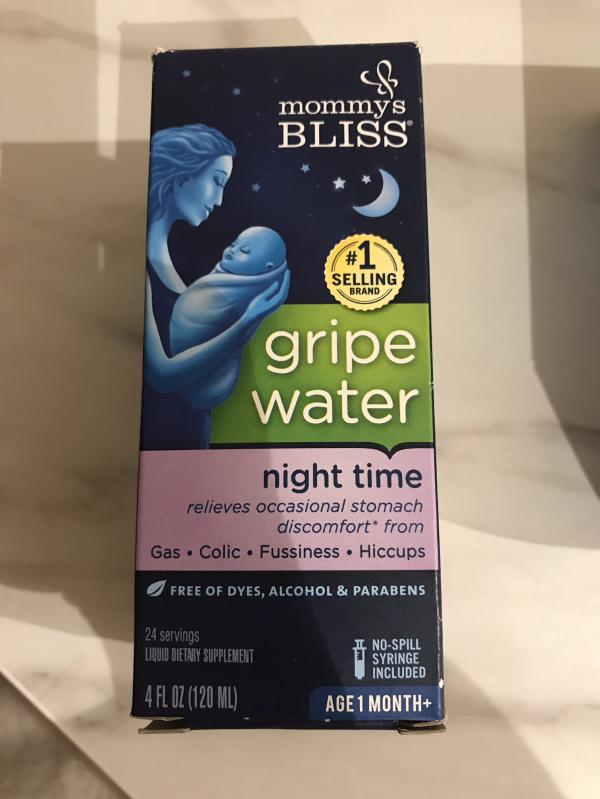 mommy's
BLISS®
#1
SELLING
BRAND
gripe
water
night time
relieves occasional stomach
discomfort* from
Gas • Colic • Fussiness • Hiccups
FREE OF DYES, ALCOHOL & PARABENS
24 servings
LIQUID DIETARY SUPPLEMENT
4 FL OZ (120 ML)
NO-SPILL
SYRINGE
INCLUDED
AGE 1 MONTH+